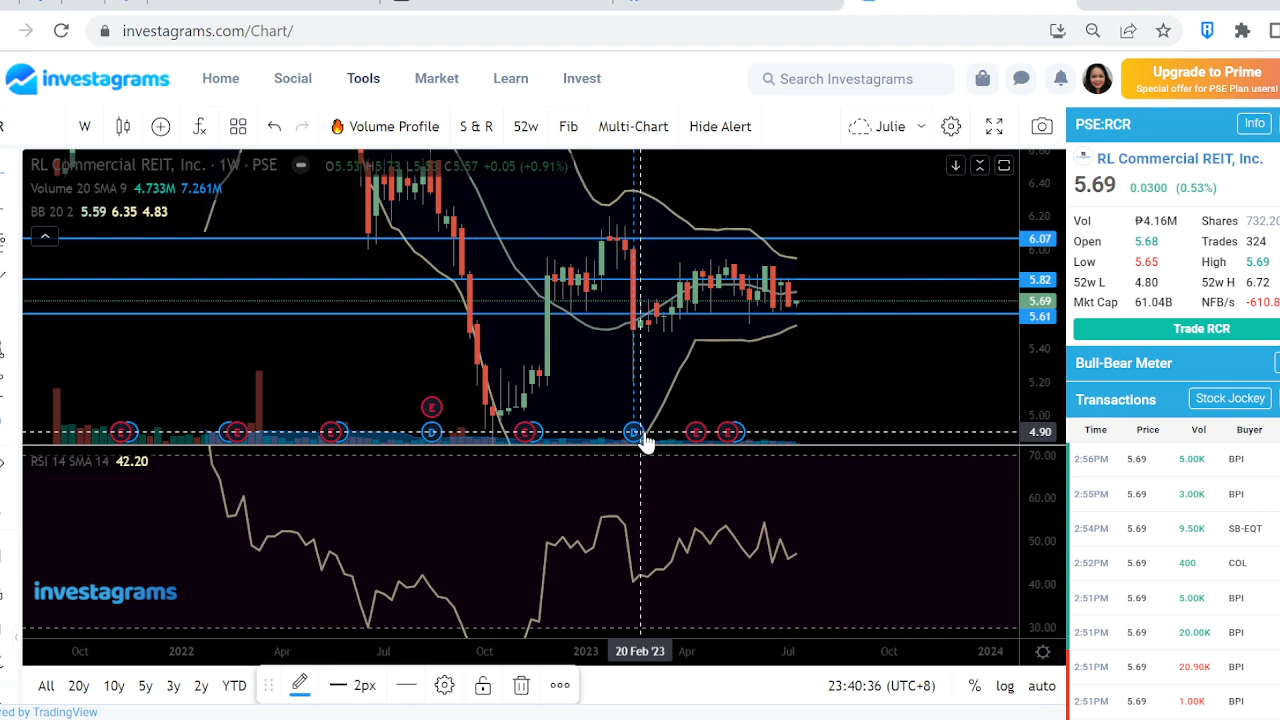 investagrams.com/Chart/
investagrams
Home Social Tools Market Learn Invest
Search Investagrams
Upgrade to Prime
Special offer for PSE Plan users!
R W Volume Profile S & R 52w Fib Multi-Chart Hide Alert Julie
PSE:RCR Info
RL Commercial REIT, Inc. · 1W · PSE
Volume 20 SMA 9 4.733M 7.261M
BB 20 2 5.59 6.35 4.83
6.60
6.40
6.20
6.07
6.00
5.82
5.69
5.61
5.40
5.20
5.00
4.90
E D E E D E D E E
RSI 14 SMA 14 42.20
70.00
60.00
50.00
40.00
30.00
investagrams
Oct 2022 Apr Jul Oct 2023 20 Feb '23 Apr Jul Oct 2024
All 20y 10y 5y 3y 2y YTD
2px
23:40:36 (UTC+8) % log auto
ed by TradingView
RL Commercial REIT, Inc.
5.69 0.0300 (0.53%)
Vol ₱4.16M Shares 732.20
Open 5.68 Trades 324
Low 5.65 High 5.69
52w L 4.80 52w H 6.72
Mkt Cap 61.04B NFB/s -610.8
Trade RCR
Bull-Bear Meter
Transactions Stock Jockey
Time Price Vol Buyer
2:56PM 5.69 5.00K BPI
2:55PM 5.69 3.00K BPI
2:54PM 5.69 9.50K SB-EQT
2:52PM 5.69 400 COL
2:51PM 5.69 5.00K BPI
2:51PM 5.69 20.00K BPI
2:51PM 5.69 20.90K BPI
2:51PM 5.69 1.00K BPI